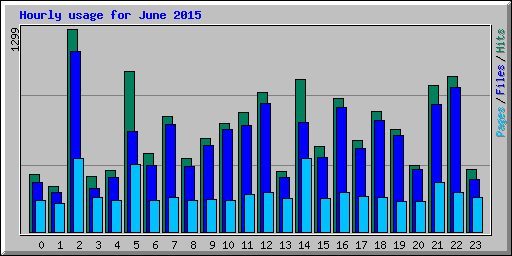 Hourly usage for June 2015
1299
Pages/Files/Hits
0 1 2 3 4 5 6 7 8 9 10 11 12 13 14 15 16 17 18 19 20 21 22 23